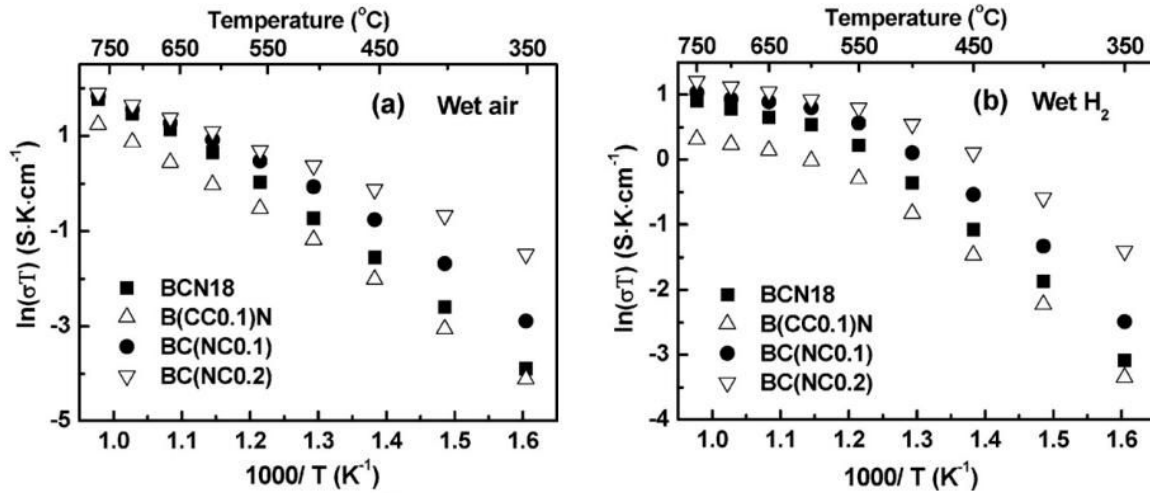 Temperature (°C)
750 650 550 450 350
(a) Wet air
ln(σT) (S·K·cm⁻¹)
1
-1
-3
-5
BCN18
B(CC0.1)N
BC(NC0.1)
BC(NC0.2)
1.0 1.1 1.2 1.3 1.4 1.5 1.6
1000/ T (K⁻¹)
Temperature (°C)
750 650 550 450 350
(b) Wet H₂
ln(σT) (S·K·cm⁻¹)
1
0
-1
-2
-3
-4
BCN18
B(CC0.1)N
BC(NC0.1)
BC(NC0.2)
1.0 1.1 1.2 1.3 1.4 1.5 1.6
1000/ T (K⁻¹)